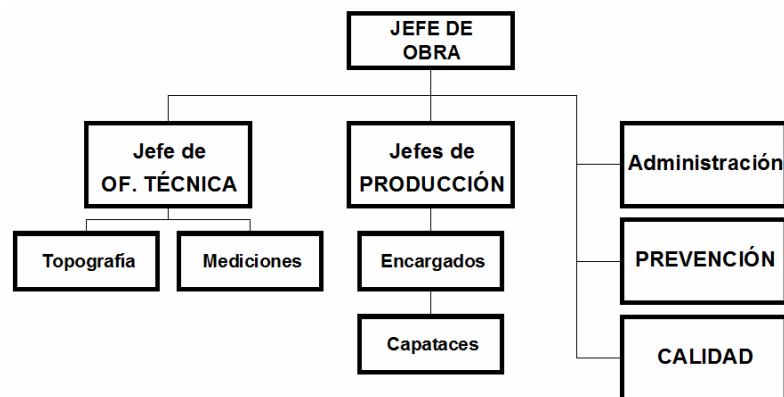 JEFE DE
OBRA
Jefe de
OF. TÉCNICA
Jefes de
PRODUCCIÓN
Administración
Topografía
Mediciones
Encargados
PREVENCIÓN
Capataces
CALIDAD